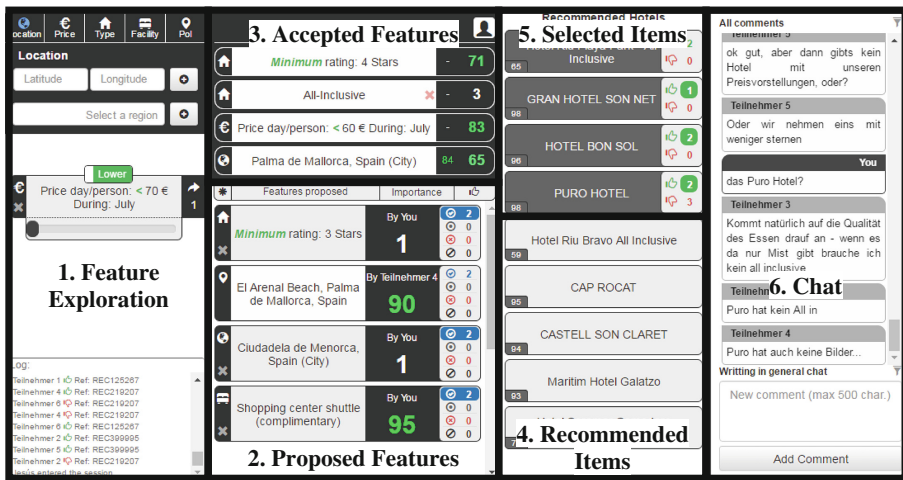 ocation Price Type Facility PoI
Location
Latitude Longitude
Select a region
Lower
Price day/person: < 70 €
During: July
1
1. Feature
Exploration
Log:
Teilnehmer 1 Ref: REC125267
Teilnehmer 4 Ref: REC219207
Teilnehmer 6 Ref: REC219207
Teilnehmer 4 Ref: REC219207
Teilnehmer 6 Ref: REC125267
Teilnehmer 2 Ref: REC399995
Teilnehmer 5 Ref: REC399995
Teilnehmer 2 Ref: REC219207
Jesús entered the session
3. Accepted Features
Minimum rating: 4 Stars - 71
All-Inclusive - 3
Price day/person: < 60 € During: July - 83
Palma de Mallorca, Spain (City) 84 65
Features proposed Importance
Minimum rating: 3 Stars
By You
1
2
0
0
0
El Arenal Beach, Palma
de Mallorca, Spain
By Teilnehmer 4
90
2
0
0
0
Ciudadela de Menorca,
Spain (City)
By You
1
2
0
0
0
Shopping center shuttle
(complimentary)
By You
95
2
0
0
0
2. Proposed Features
Recommended Hotels
5. Selected Items
Inclusive
65
2
0
GRAN HOTEL SON NET
98
1
0
HOTEL BON SOL
96
2
0
PURO HOTEL
98
2
3
Hotel Riu Bravo All Inclusive
59
CAP ROCAT
95
CASTELL SON CLARET
94
Maritim Hotel Galatzo
93
4. Recommended
Items
All comments
Teilnehmer 5
ok gut, aber dann gibts kein
Hotel mit unseren
Preisvorstellungen, oder?
Teilnehmer 5
Oder wir nehmen eins mit
weniger sternen
You
das Puro Hotel?
Teilnehmer 3
Kommt natürlich auf die Qualität
des Essen drauf an - wenn es
da nur Mist gibt brauche ich
kein all inclusive
6. Chat
Puro hat kein All in
Teilnehmer 4
Puro hat auch keine Bilder...
Writting in general chat
New comment (max 500 char.)
Add Comment